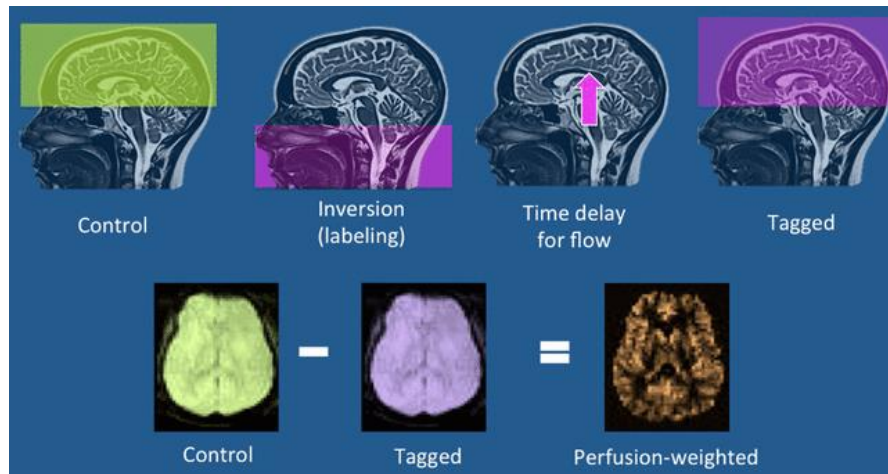 Control
Inversion
(labeling)
Time delay
for flow
Tagged
Control
Tagged
Perfusion-weighted